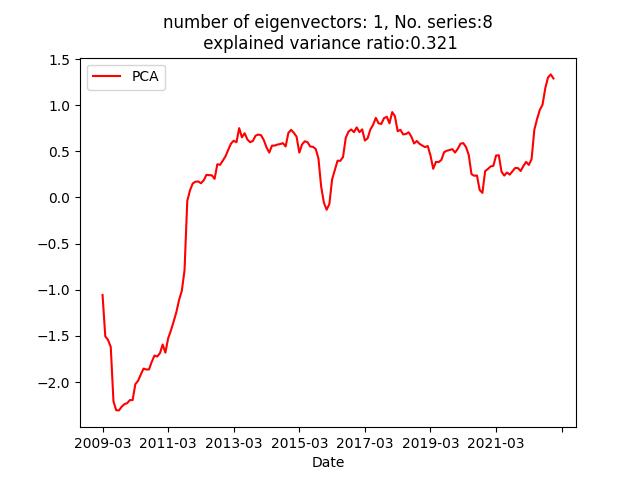 number of eigenvectors: 1, No. series:8
explained variance ratio:0.321
PCA
1.5
1.0
0.5
0.0
−0.5
−1.0
−1.5
−2.0
2009-03 2011-03 2013-03 2015-03 2017-03 2019-03 2021-03
Date